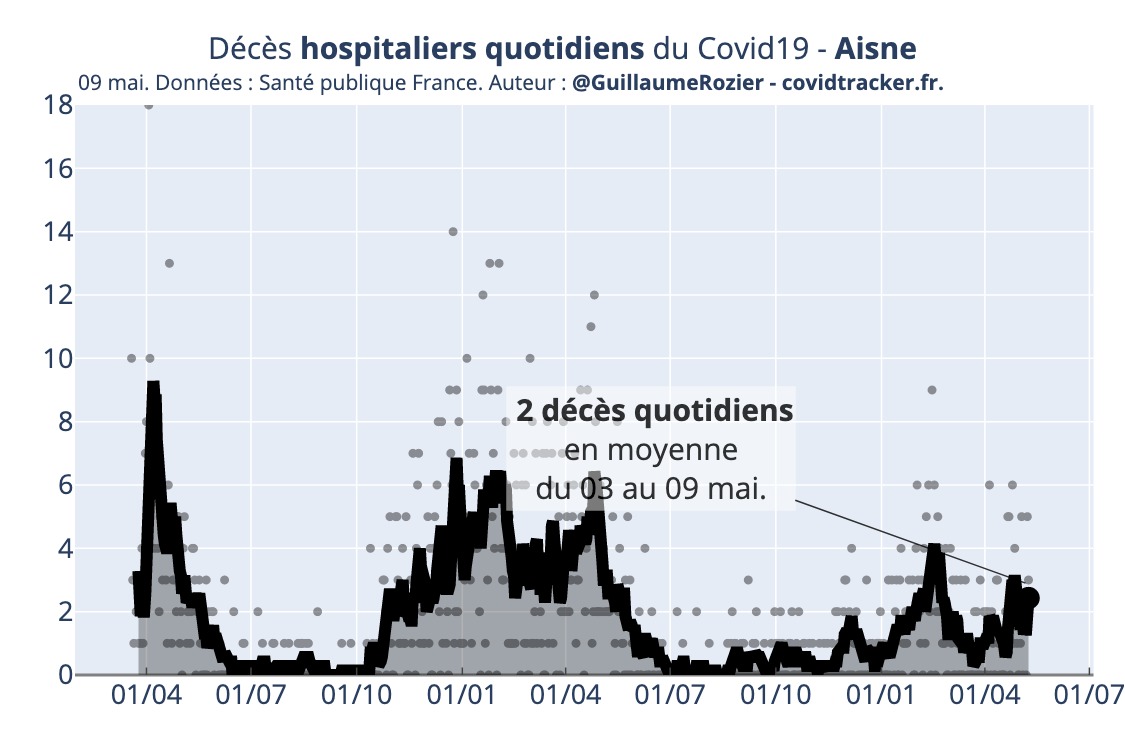 Décès hospitaliers quotidiens du Covid19 - Aisne
09 mai. Données : Santé publique France. Auteur : @GuillaumeRozier - covidtracker.fr.
18
16
14
12
10
8
6
4
2
0
2 décès quotidiens
en moyenne
du 03 au 09 mai.
01/04 01/07 01/10 01/01 01/04 01/07 01/10 01/01 01/04 01/07